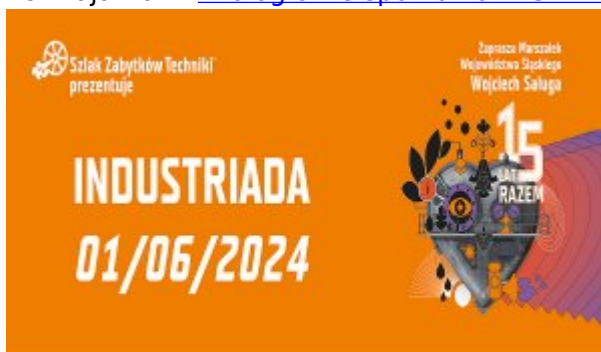 Szlak Zabytków Techniki
prezentuje
Zaprasza Marszałek
Województwa Śląskiego
Wojciech Saługa
INDUSTRIADA
01/06/2024
15
LAT
RAZEM